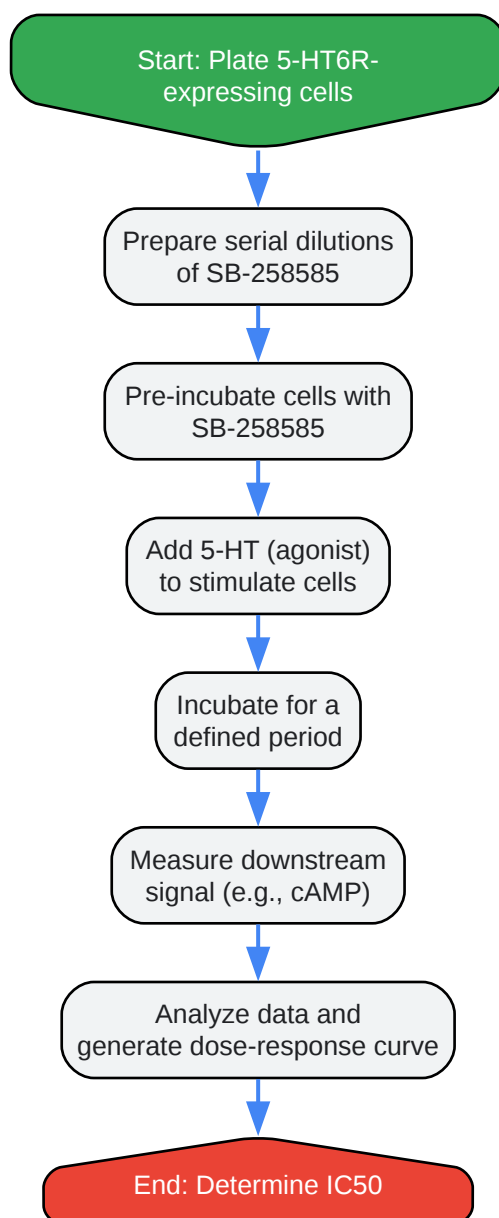 Start: Plate 5-HT6R-
expressing cells
Prepare serial dilutions
of SB-258585
Pre-incubate cells with
SB-258585
Add 5-HT (agonist)
to stimulate cells
Incubate for a
defined period
Measure downstream
signal (e.g., cAMP)
Analyze data and
generate dose-response curve
End: Determine IC50